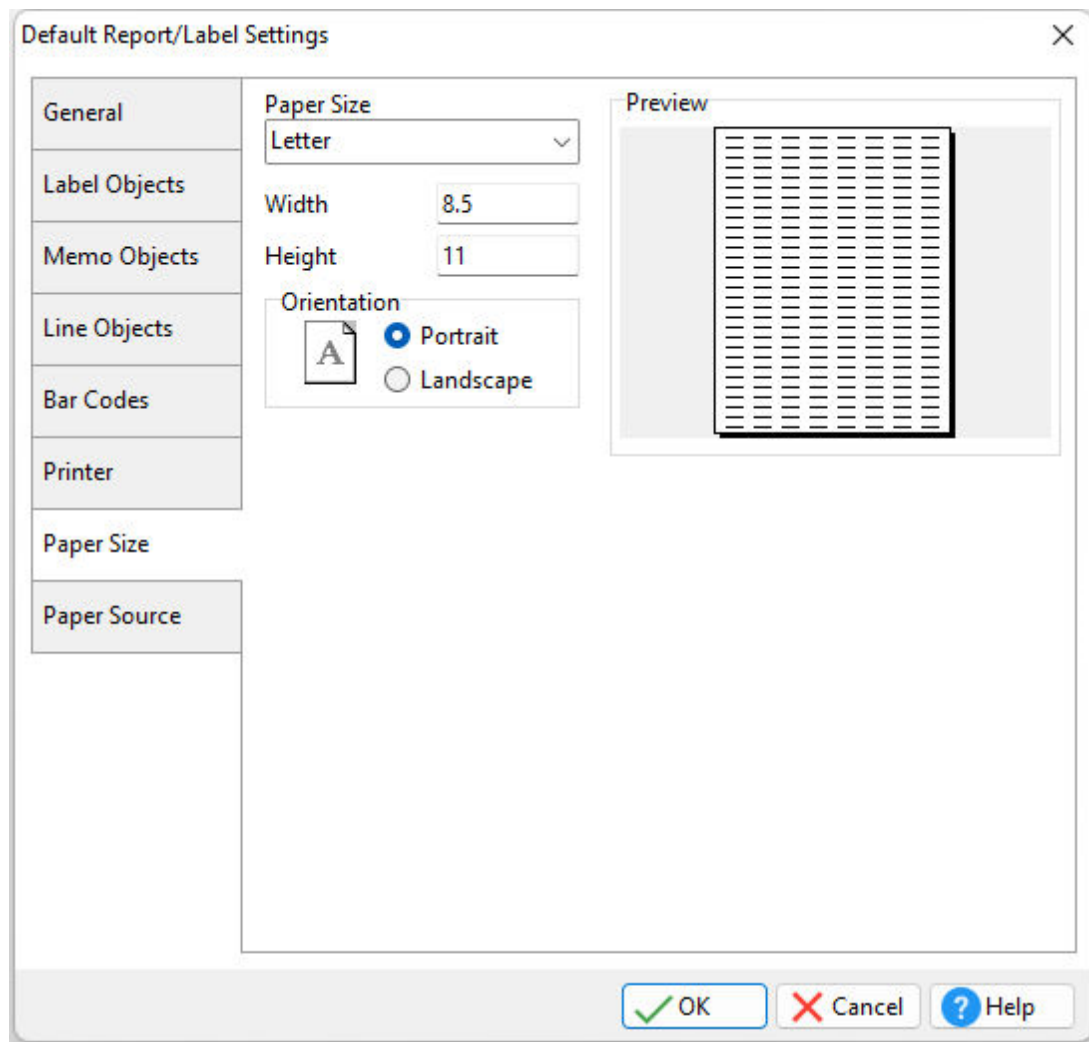 Default Report/Label Settings
General
Label Objects
Memo Objects
Line Objects
Bar Codes
Printer
Paper Size
Paper Source
Paper Size
Letter
Width 8.5
Height 11
Orientation
A
Portrait
Landscape
Preview
OK Cancel ? Help